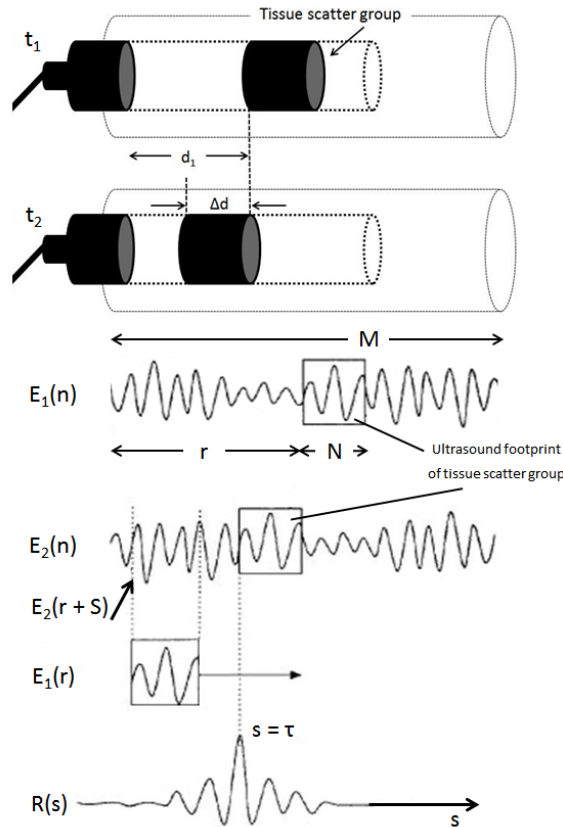 Tissue scatter group
t1
d1
t2
Δd
M
E1(n)
r
N
Ultrasound footprint
of tissue scatter group
E2(n)
E2(r + S)
E1(r)
s = τ
R(s)
s